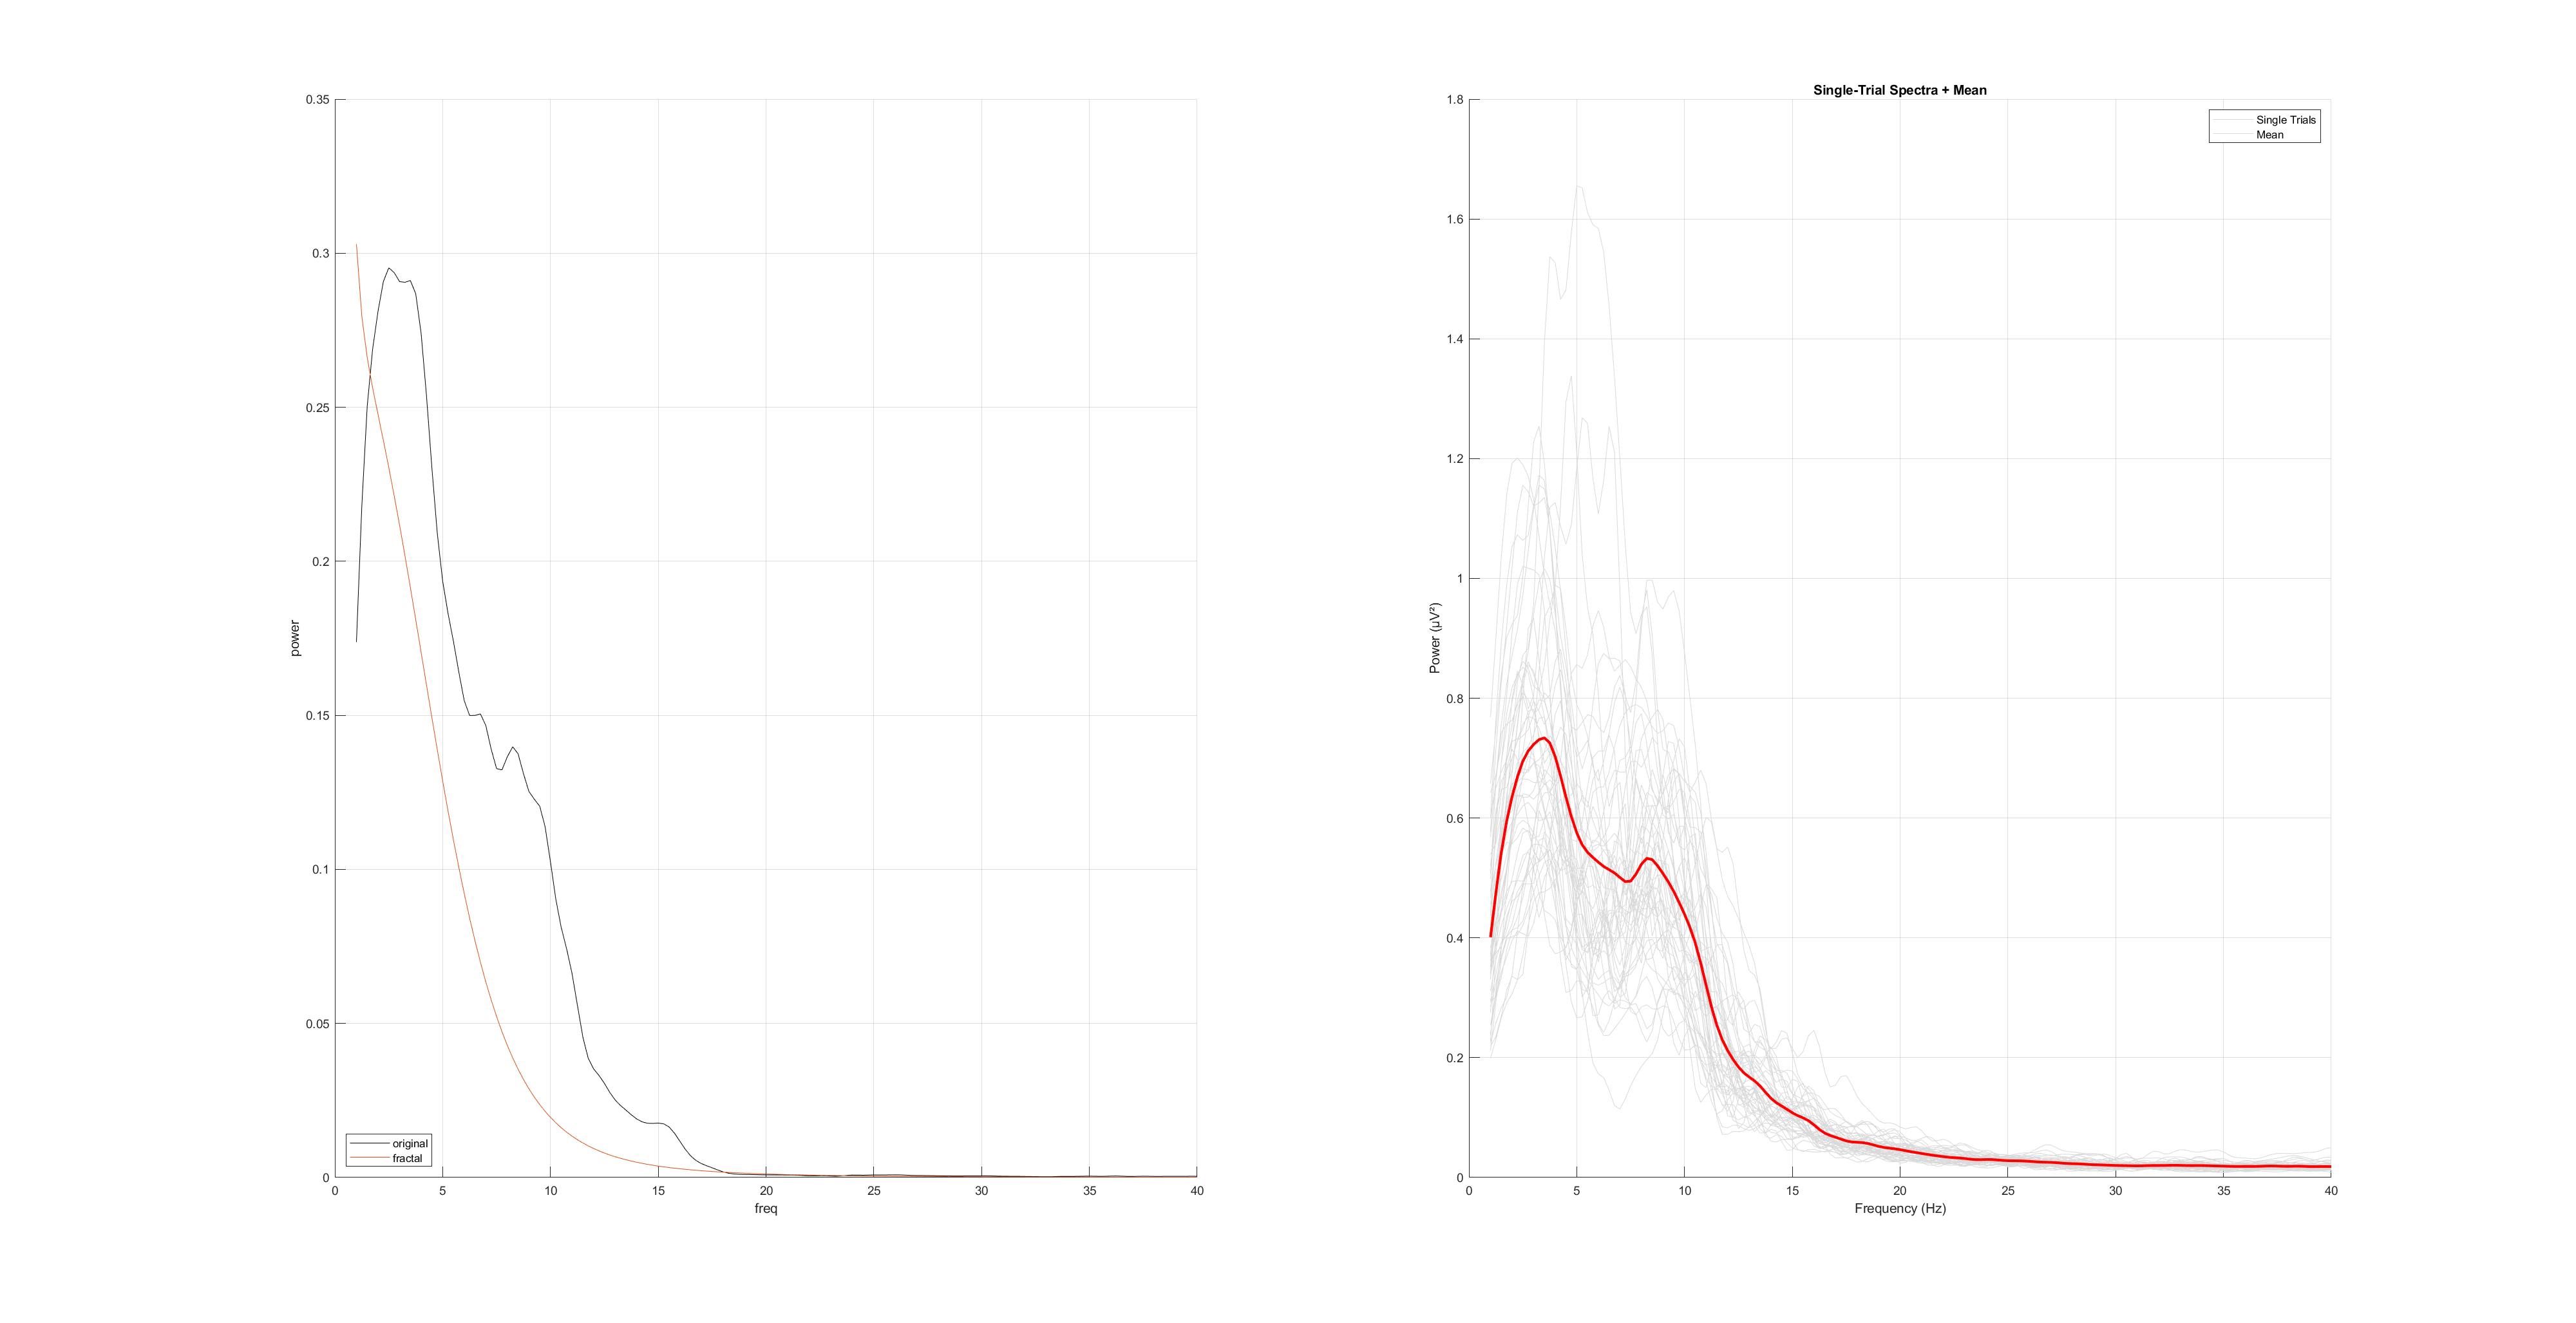 0.35
0.3
0.25
0.2
0.15
0.1
0.05
0
power
original
fractal
0 5 10 15 20 25 30 35 40
freq
Single-Trial Spectra + Mean
Single Trials
Mean
1.8
1.6
1.4
1.2
1
0.8
0.6
0.4
0.2
0
Power (µV²)
0 5 10 15 20 25 30 35 40
Frequency (Hz)